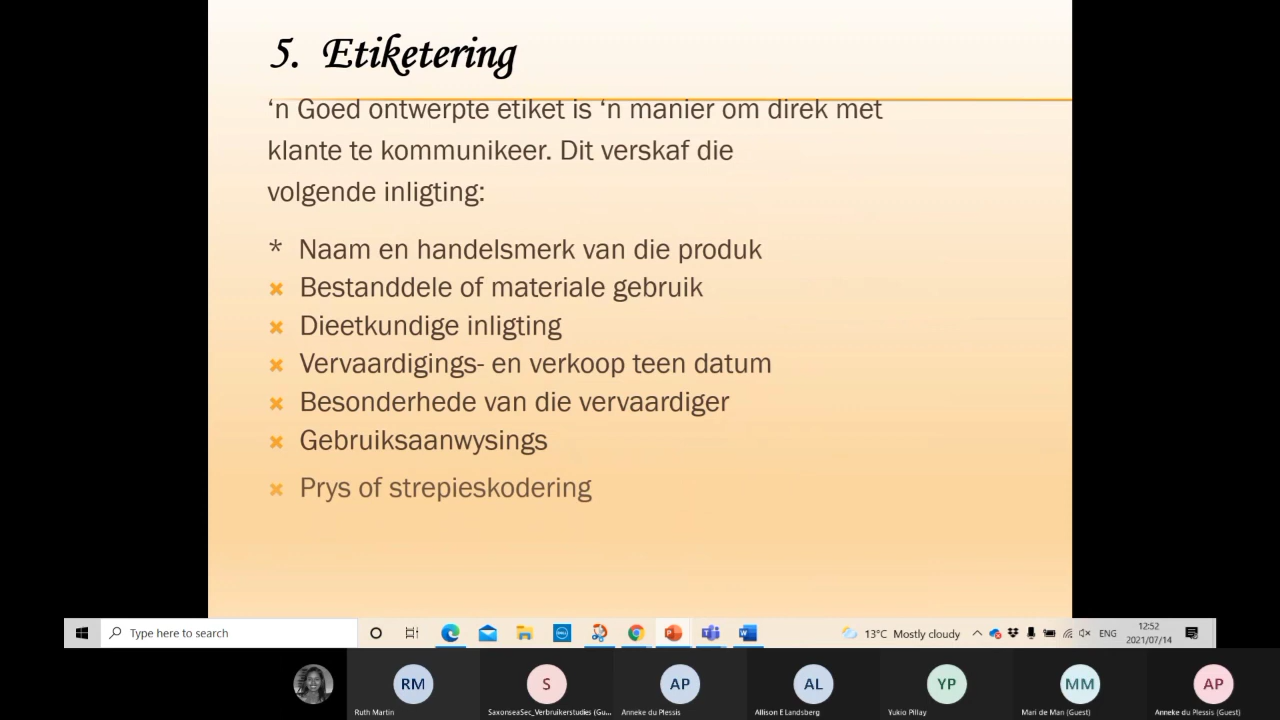 5. Etiketering
‘n Goed ontwerpte etiket is ‘n manier om direk met
klante te kommunikeer. Dit verskaf die
volgende inligting:
* Naam en handelsmerk van die produk
Bestanddele of materiale gebruik
Dieetkundige inligting
Vervaardigings- en verkoop teen datum
Besonderhede van die vervaardiger
Gebruiksaanwysings
Prys of strepieskodering
Type here to search
13°C Mostly cloudy
ENG
12:52
2021/07/14
RM
S
AP
AL
YP
MM
AP
Ruth Martin
SaxonseaSec_Verbruikerstudies (Gu...
Anneke du Plessis
Allison E Landsberg
Yukio Pillay
Mari de Man (Guest)
Anneke du Plessis (Guest)